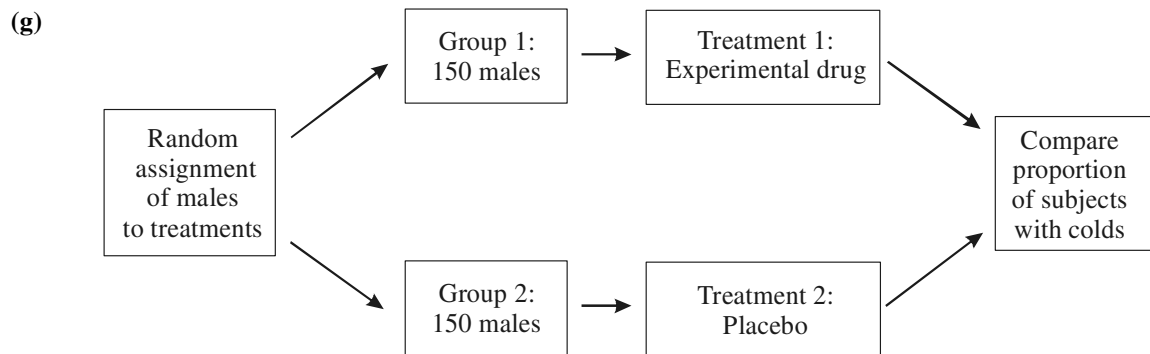 (g)
Group 1:
150 males
Treatment 1:
Experimental drug
Random
assignment
of males
to treatments
Compare
proportion
of subjects
with colds
Group 2:
150 males
Treatment 2:
Placebo